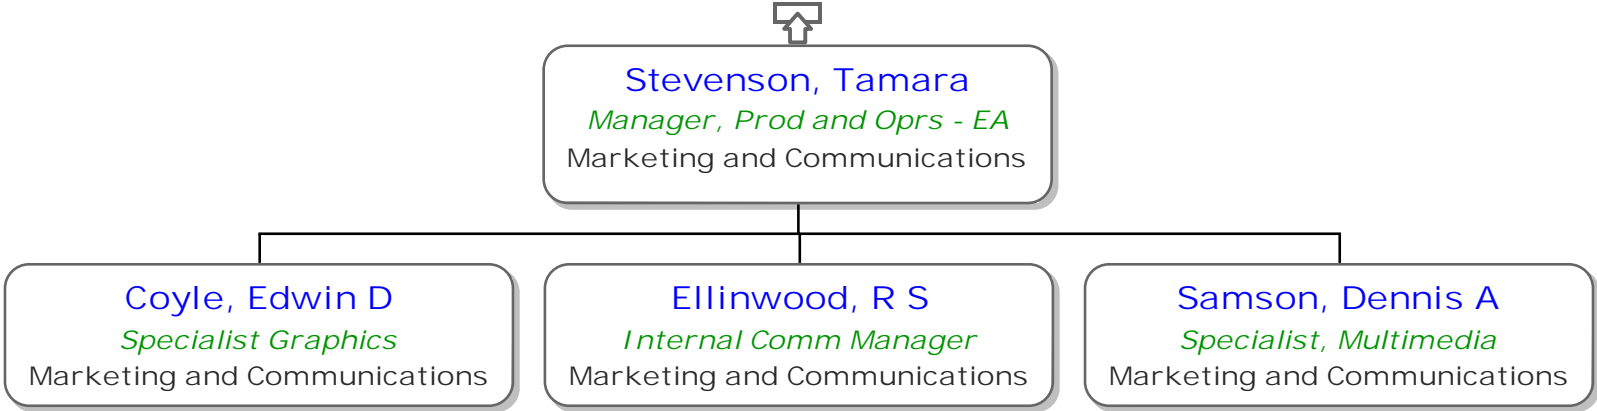 Stevenson, Tamara
Manager, Prod and Oprs - EA
Marketing and Communications
Coyle, Edwin D
Specialist Graphics
Marketing and Communications
Ellinwood, R S
Internal Comm Manager
Marketing and Communications
Samson, Dennis A
Specialist, Multimedia
Marketing and Communications